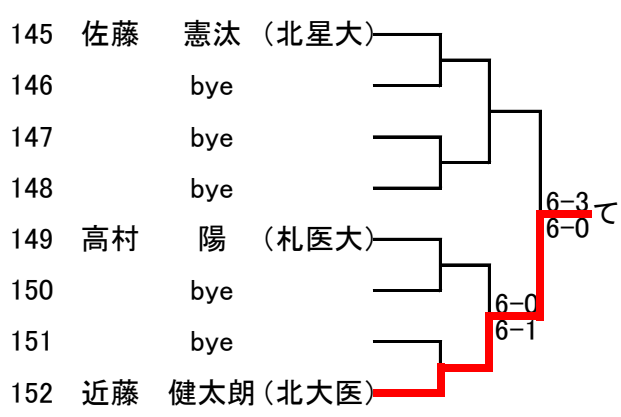 145 佐藤 憲汰 (北星大)
146 bye
147 bye
148 bye
6-3
6-0 て
149 高村 陽 (札医大)
150 bye
6-0
6-1
151 bye
152 近藤 健太朗 (北大医)